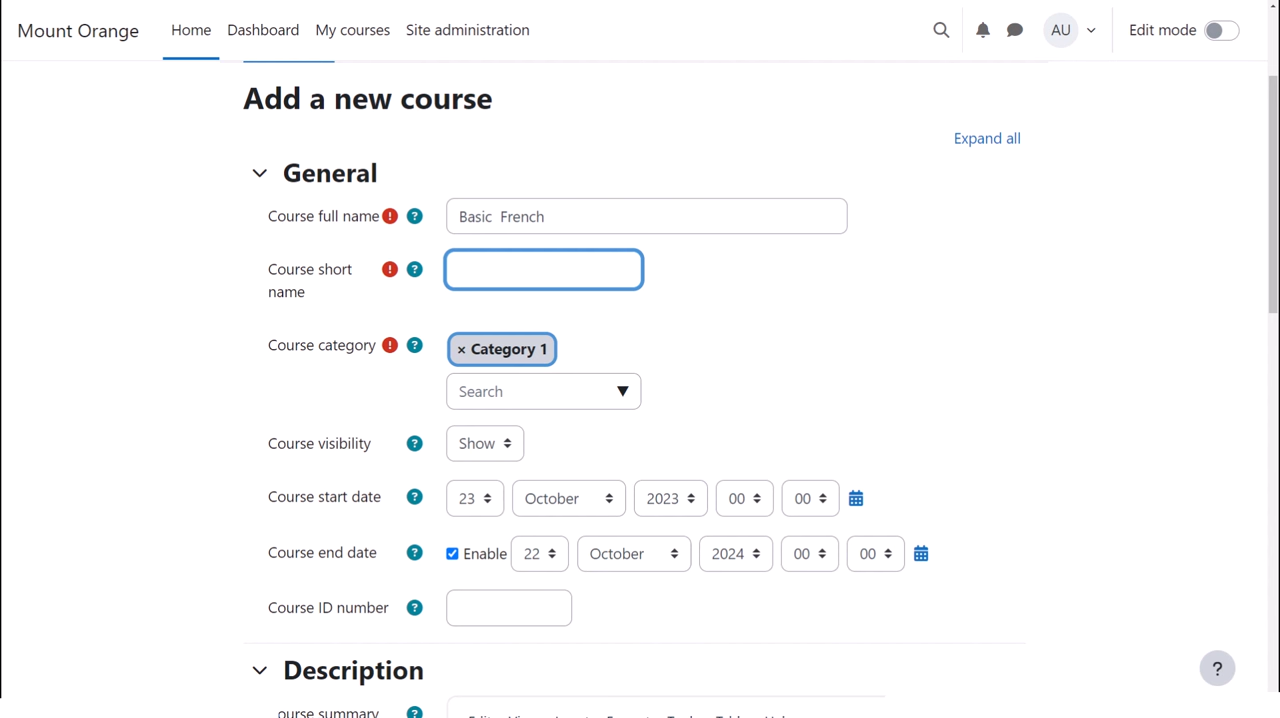 Mount Orange Home Dashboard My courses Site administration AU Edit mode
Add a new course
Expand all
General
Course full name ! ? Basic  French
Course short name ! ?
Course category ! ? × Category 1
Search
Course visibility ? Show
Course start date ? 23 October 2023 00 00
Course end date ? Enable 22 October 2024 00 00
Course ID number ?
Description
?
ourse summary ?